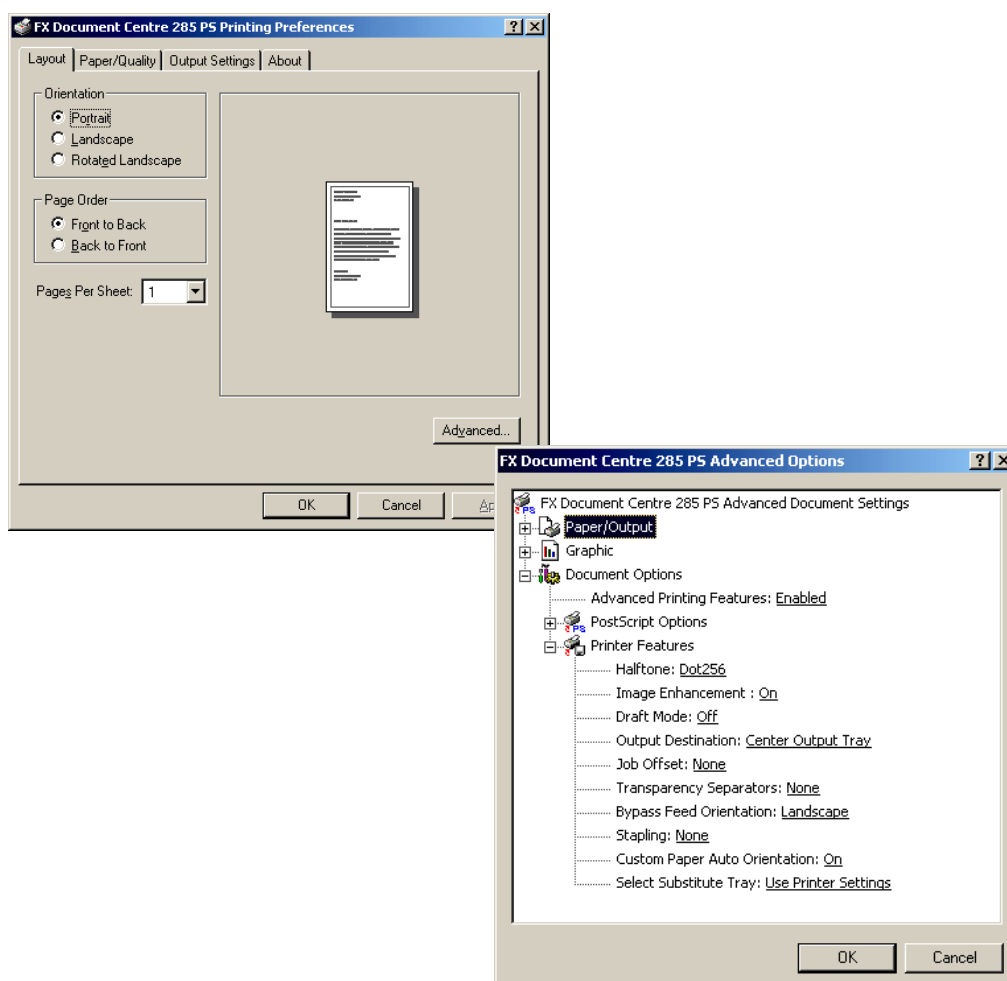 FX Document Centre 285 PS Printing Preferences
Layout Paper/Quality Output Settings About
Orientation
Portrait
Landscape
Rotated Landscape
Page Order
Front to Back
Back to Front
Pages Per Sheet: 1
Advanced...
OK Cancel
FX Document Centre 285 PS Advanced Options
FX Document Centre 285 PS Advanced Document Settings
Paper/Output
Graphic
Document Options
Advanced Printing Features: Enabled
PostScript Options
Printer Features
Halftone: Dot256
Image Enhancement : On
Draft Mode: Off
Output Destination: Center Output Tray
Job Offset: None
Transparency Separators: None
Bypass Feed Orientation: Landscape
Stapling: None
Custom Paper Auto Orientation: On
Select Substitute Tray: Use Printer Settings
OK Cancel